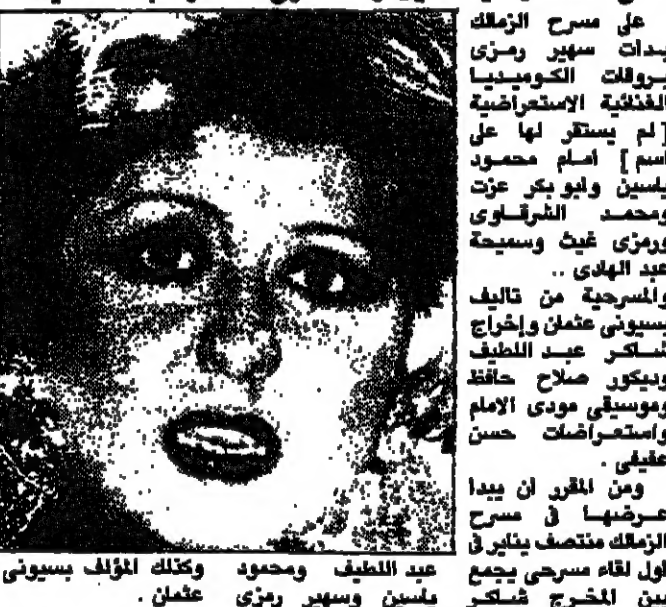 على مسرح الزمالك
بدأت سهير رمزى
بروفات الكوميديا
الغنائية الاستعراضية
[ لم يستقر لها على
اسم ] امام محمود
ياسين وابو بكر عزت
ومحمد الشرقاوى
ورمزى غيث وسميحة
عبد الهادى ..
والمسرحية من تاليف
بسيونى عثمان وإخراج
شاكر عبد اللطيف
وديكور صلاح حافظ
وموسيقى مودى الامام
واستعراضات حسن
عفيفى .
ومن المقرر ان يبدا
عرضها فى مسرح
الزمالك منتصف يناير فى
اول لقاء مسرحى يجمع
بين المخرج شاكر
عبد اللطيف ومحمود
ياسين وسهير رمزى
وكذلك المؤلف بسيونى
عثمان .